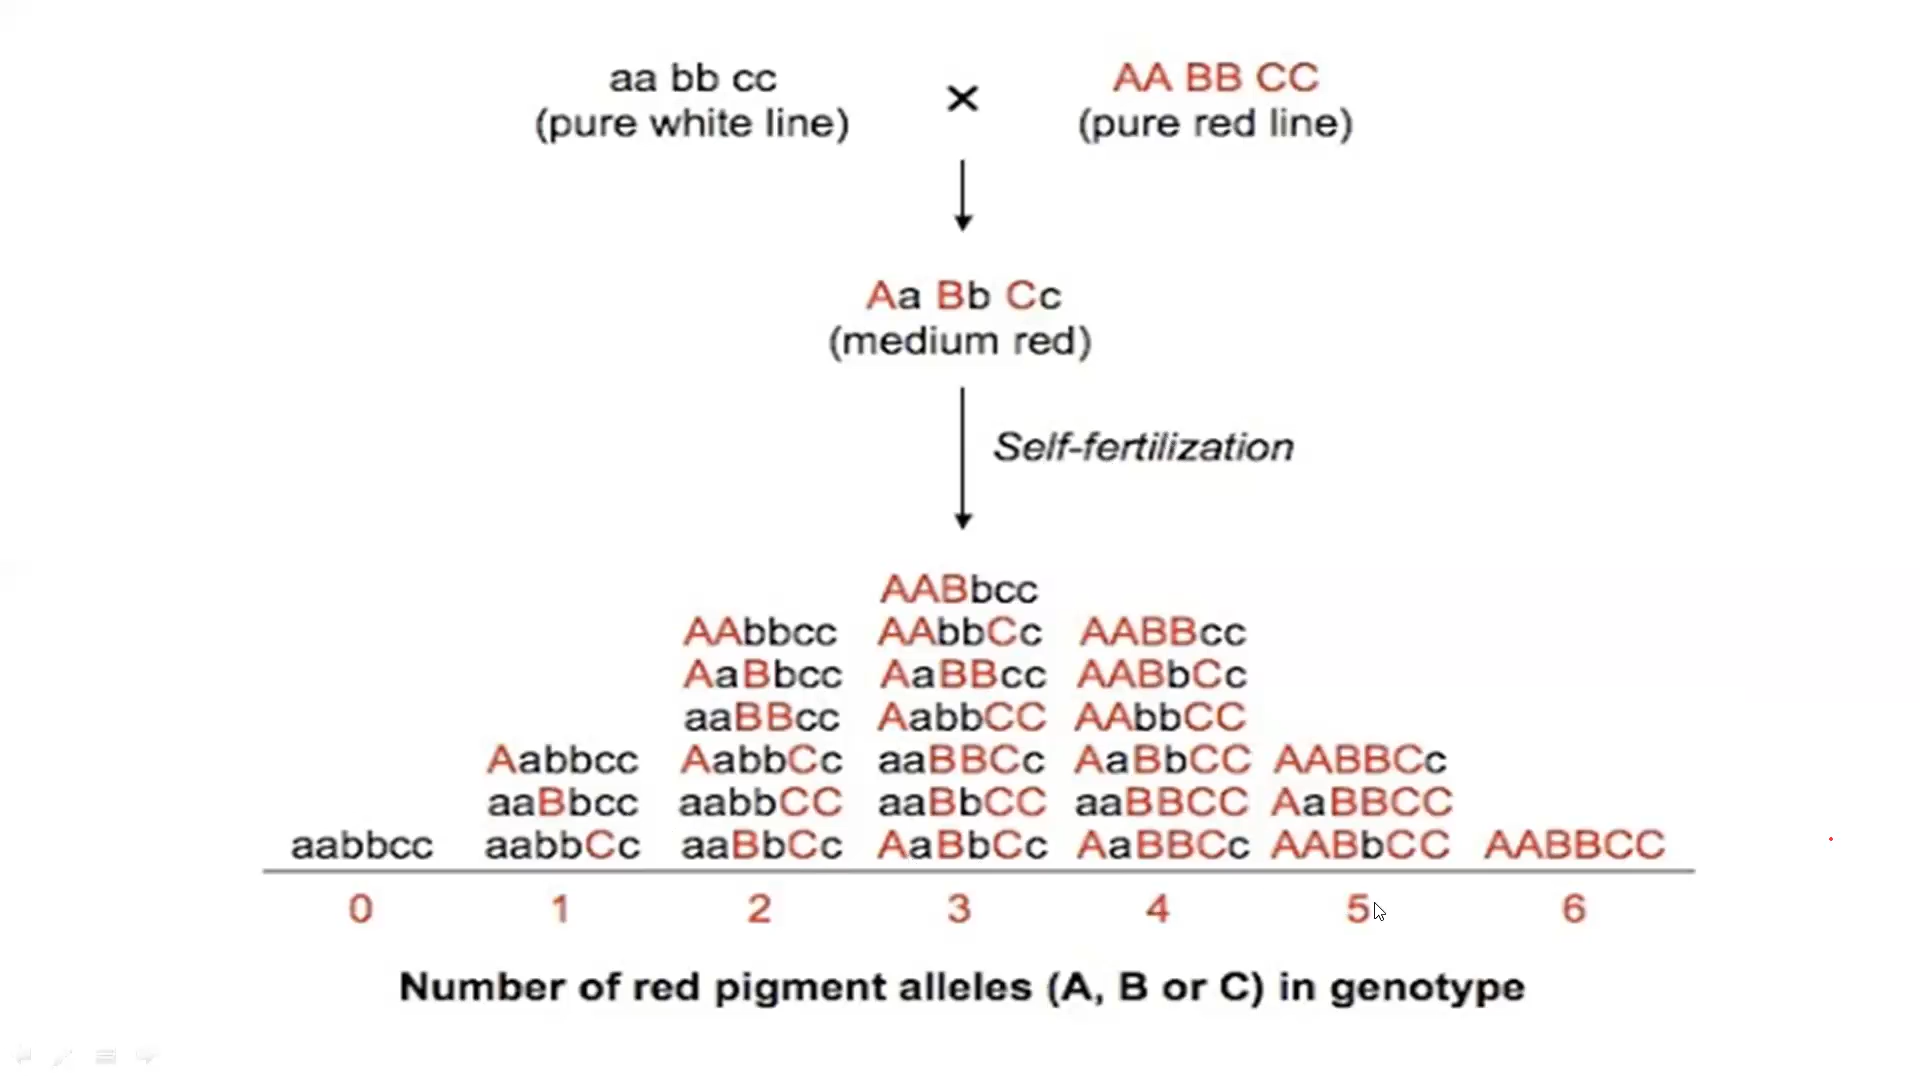 aa bb cc × AA BB CC
(pure white line) (pure red line)
Aa Bb Cc
(medium red)
Self-fertilization
AABbcc
AAbbcc AAbbCc AABBcc
AaBbcc AaBBcc AABbCc
aaBBcc AabbCC AAbbCC
Aabbcc AabbCc aaBBCc AaBbCC AABBCc
aaBbcc aabbCC aaBbCC aaBBCC AaBBCC
aabbcc aabbCc aaBbCc AaBbCc AaBBCc AABbCC AABBCC
0 1 2 3 4 5 6
Number of red pigment alleles (A, B or C) in genotype